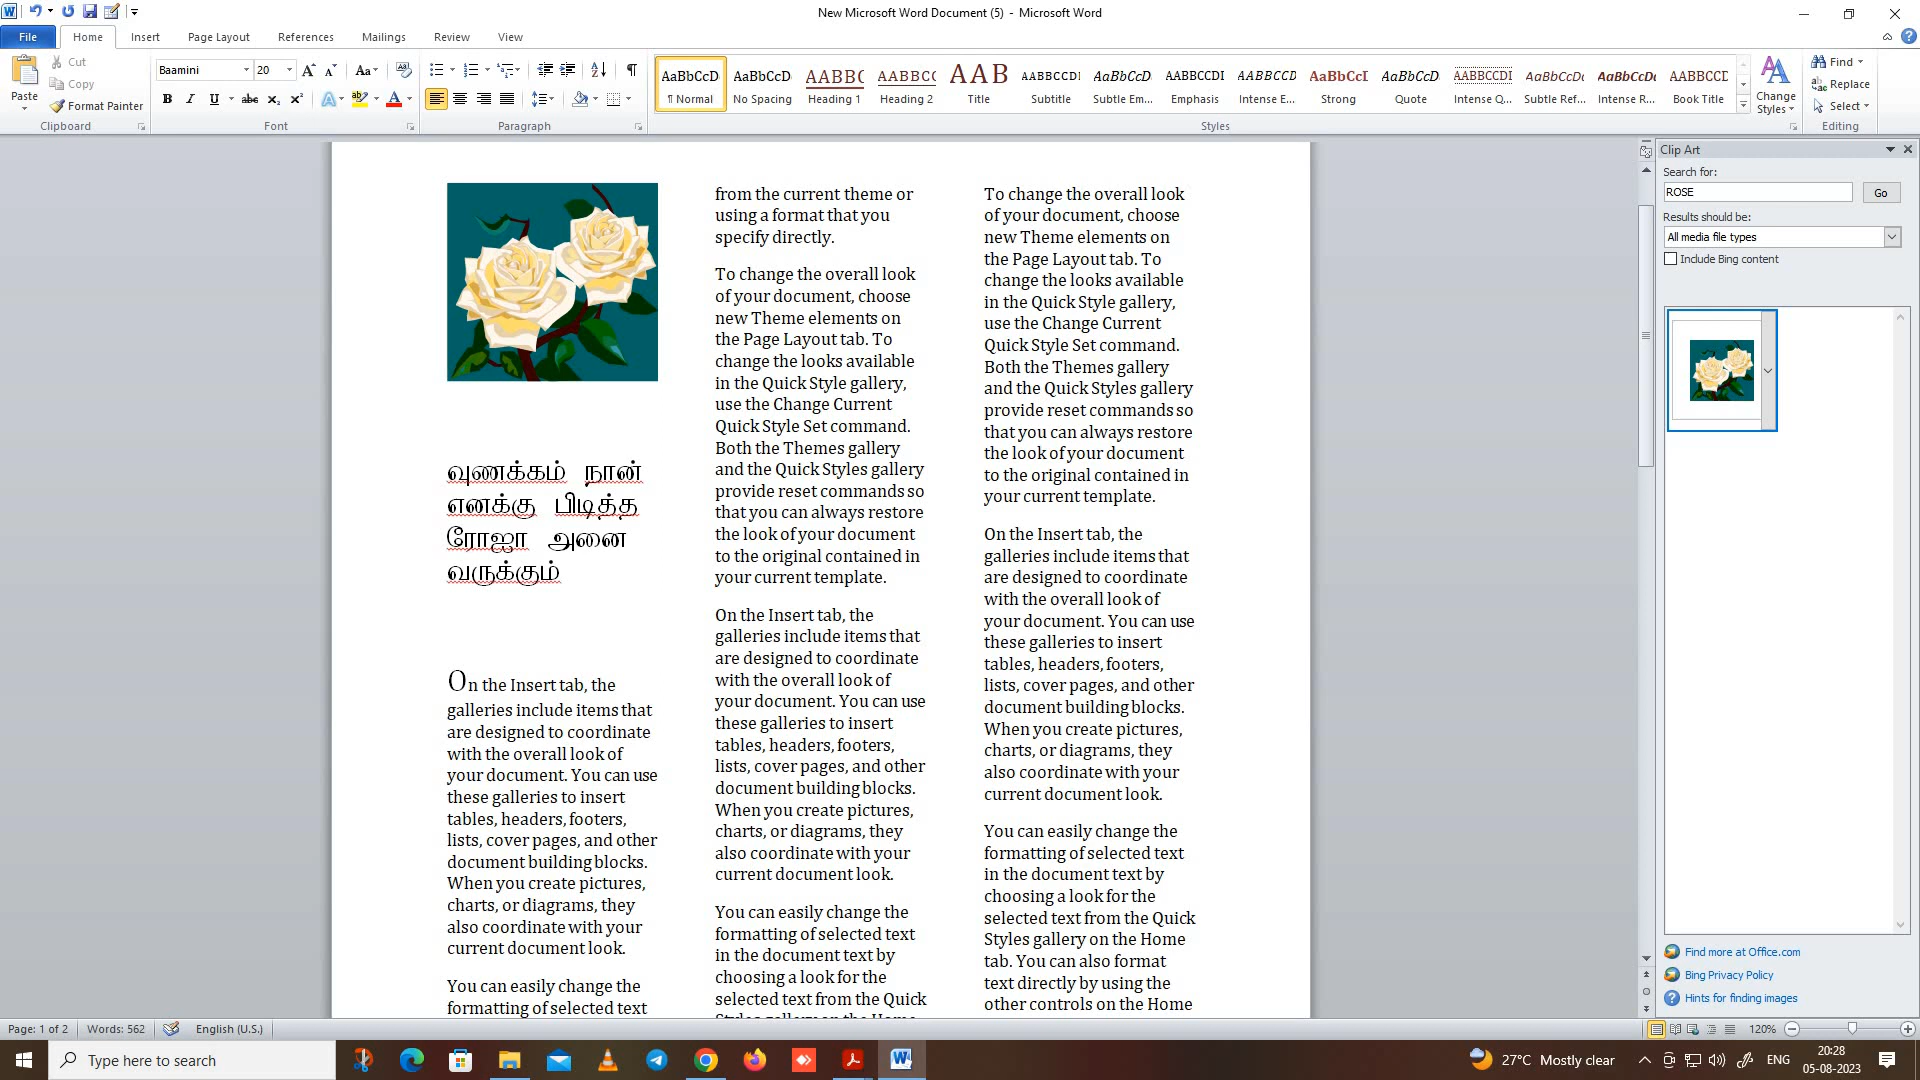 New Microsoft Word Document (5) - Microsoft Word
File Home Insert Page Layout References Mailings Review View
Paste
Cut
Copy
Format Painter
Clipboard
Baamini 20
B I U abc x₂ x²
Font
Paragraph
AaBbCcD AaBbCcD AABBC AABBCC AAB AABBCCDI AaBbCcD AABBCCDI AABBCCD AaBbCcI AaBbCcD AABBCCDI AaBbCcDc AaBbCcDc AABBCCD
¶ Normal No Spacing Heading 1 Heading 2 Title Subtitle Subtle Em... Emphasis Intense E... Strong Quote Intense Q... Subtle Ref... Intense R... Book Title
Change
Styles
Styles
Find
Replace
Select
Editing
வுணக்கம் நான்
எனக்கு பிடித்த
ரோஜா அனை
வருக்கும்
On the Insert tab, the
galleries include items that
are designed to coordinate
with the overall look of
your document. You can use
these galleries to insert
tables, headers, footers,
lists, cover pages, and other
document building blocks.
When you create pictures,
charts, or diagrams, they
also coordinate with your
current document look.
You can easily change the
formatting of selected text
from the current theme or
using a format that you
specify directly.
To change the overall look
of your document, choose
new Theme elements on
the Page Layout tab. To
change the looks available
in the Quick Style gallery,
use the Change Current
Quick Style Set command.
Both the Themes gallery
and the Quick Styles gallery
provide reset commands so
that you can always restore
the look of your document
to the original contained in
your current template.
On the Insert tab, the
galleries include items that
are designed to coordinate
with the overall look of
your document. You can use
these galleries to insert
tables, headers, footers,
lists, cover pages, and other
document building blocks.
When you create pictures,
charts, or diagrams, they
also coordinate with your
current document look.
You can easily change the
formatting of selected text
in the document text by
choosing a look for the
selected text from the Quick
Styles gallery on the Home
To change the overall look
of your document, choose
new Theme elements on
the Page Layout tab. To
change the looks available
in the Quick Style gallery,
use the Change Current
Quick Style Set command.
Both the Themes gallery
and the Quick Styles gallery
provide reset commands so
that you can always restore
the look of your document
to the original contained in
your current template.
On the Insert tab, the
galleries include items that
are designed to coordinate
with the overall look of
your document. You can use
these galleries to insert
tables, headers, footers,
lists, cover pages, and other
document building blocks.
When you create pictures,
charts, or diagrams, they
also coordinate with your
current document look.
You can easily change the
formatting of selected text
in the document text by
choosing a look for the
selected text from the Quick
Styles gallery on the Home
tab. You can also format
text directly by using the
other controls on the Home
Clip Art
Search for:
ROSE Go
Results should be:
All media file types
Include Bing content
Find more at Office.com
Bing Privacy Policy
Hints for finding images
Page: 1 of 2 Words: 562 English (U.S.) 120%
Type here to search 27°C Mostly clear ENG 20:28
05-08-2023